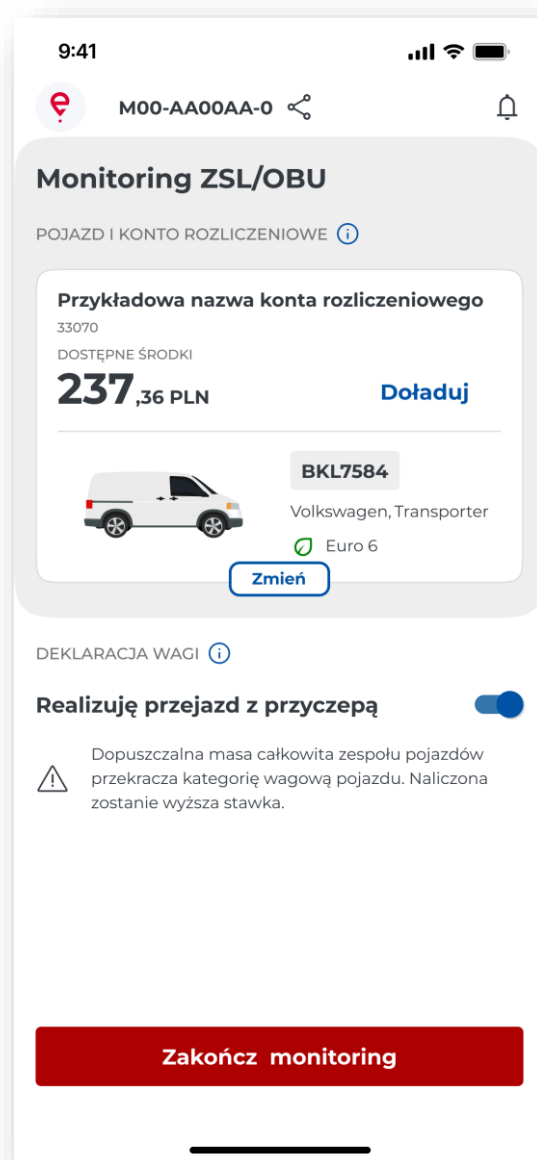 9:41
M00-AA00AA-0
Monitoring ZSL/OBU
POJAZD I KONTO ROZLICZENIOWE
Przykładowa nazwa konta rozliczeniowego
33070
DOSTĘPNE ŚRODKI
237,36 PLN
Doładuj
BKL7584
Volkswagen, Transporter
Euro 6
Zmień
DEKLARACJA WAGI
Realizuję przejazd z przyczepą
Dopuszczalna masa całkowita zespołu pojazdów
przekracza kategorię wagową pojazdu. Naliczona
zostanie wyższa stawka.
Zakończ monitoring